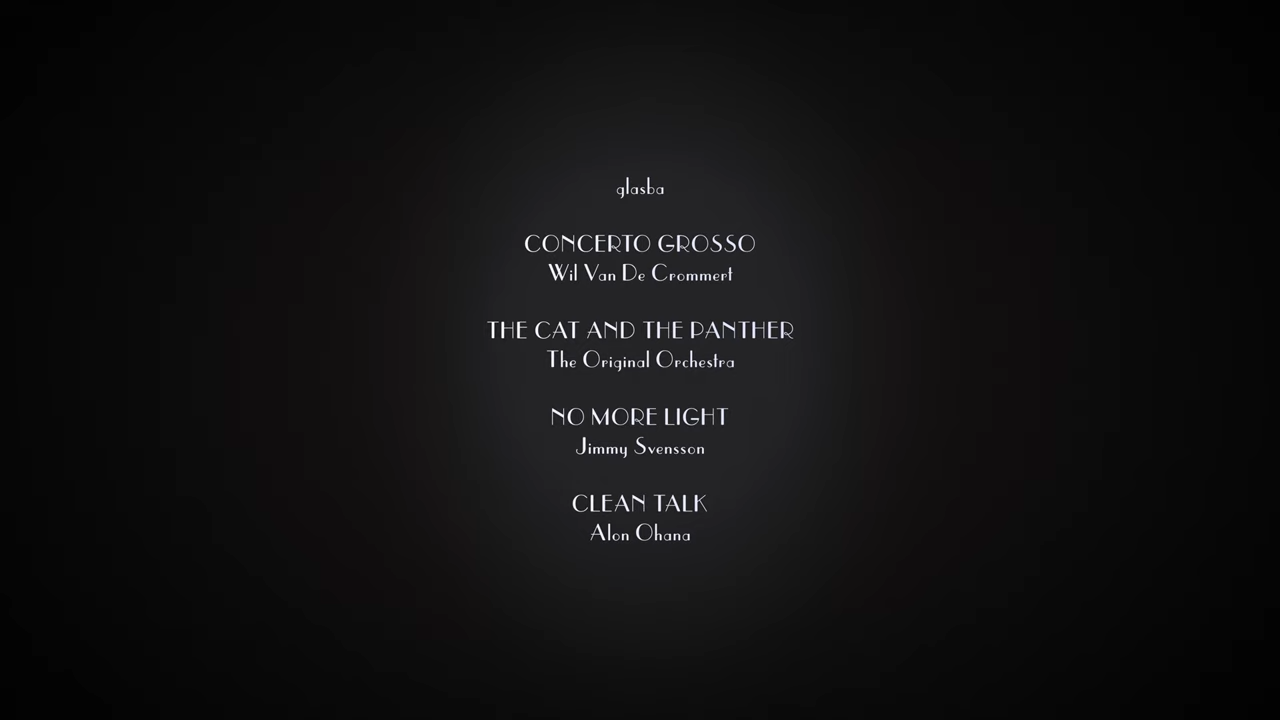 glasba
CONCERTO GROSSO
Wil Van De Crommert
THE CAT AND THE PANTHER
The Original Orchestra
NO MORE LIGHT
Jimmy Svensson
CLEAN TALK
Alon Ohana